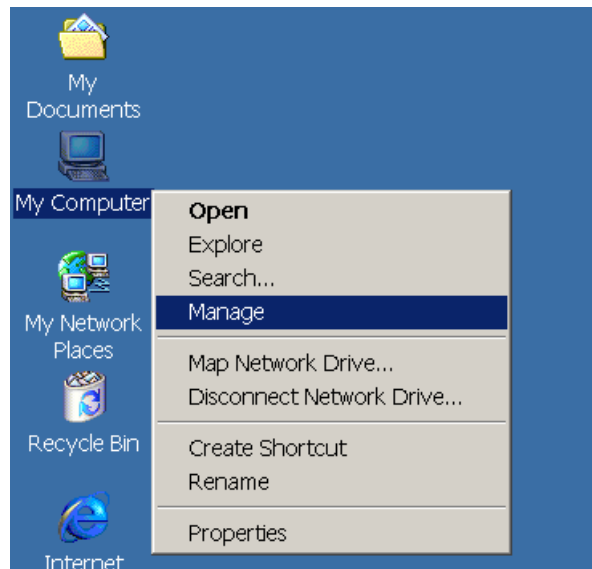 My
Documents
My Computer
Open
Explore
Search...
Manage
My Network
Places
Map Network Drive...
Disconnect Network Drive...
Recycle Bin
Create Shortcut
Rename
Properties
Internet